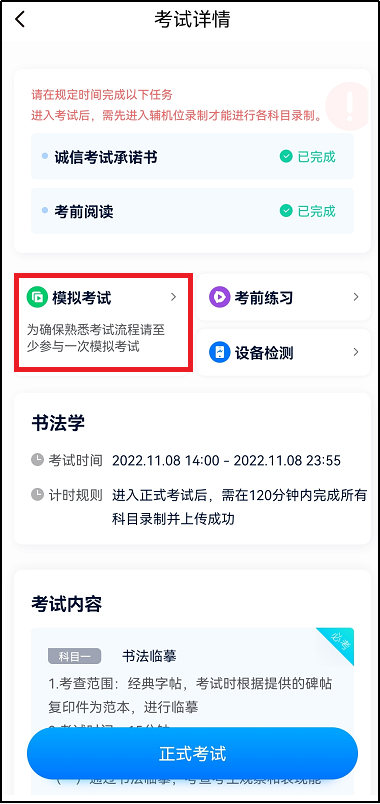 考试详情
请在规定时间完成以下任务
进入考试后，需先进入辅机位录制才能进行各科目录制。
诚信考试承诺书 已完成
考前阅读 已完成
模拟考试
为确保熟悉考试流程请至
少参与一次模拟考试
考前练习
设备检测
书法学
考试时间 2022.11.08 14:00 - 2022.11.08 23:55
计时规则 进入正式考试后，需在120分钟内完成所有
科目录制并上传成功
考试内容
必考
科目一 书法临摹
1.考查范围：经典字帖，考试时根据提供的碑帖
复印件为范本，进行临摹
正式考试